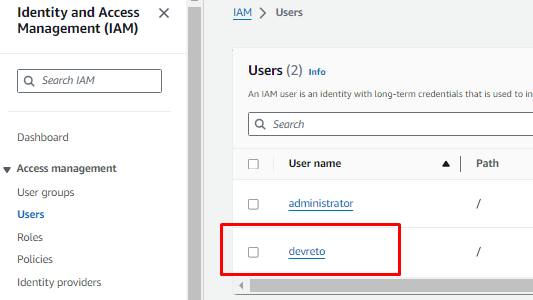 Identity and Access
Management (IAM)
Search IAM
Dashboard
Access management
User groups
Users
Roles
Policies
Identity providers
IAM > Users
Users (2) Info
An IAM user is an identity with long-term credentials that is used to in
Search
User name Path
administrator /
devreto /